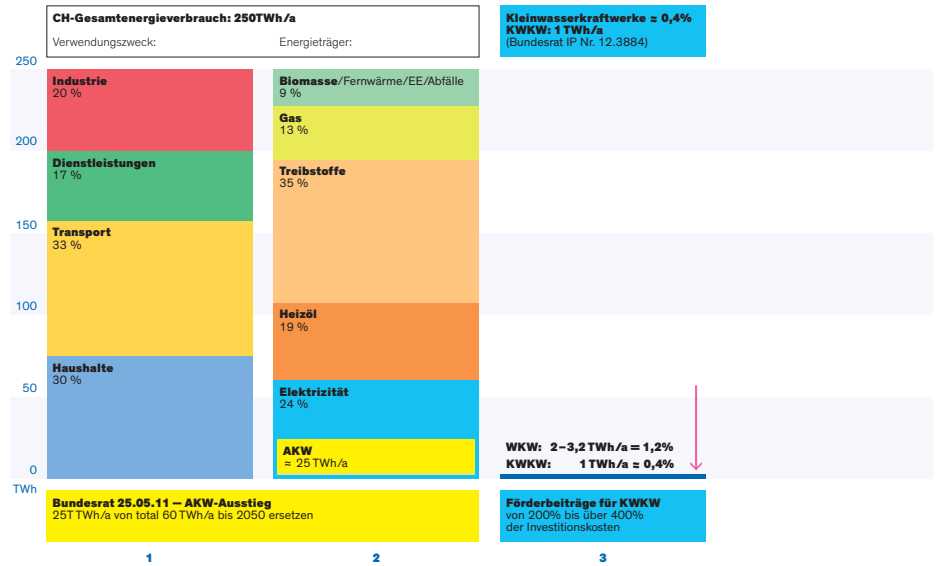 CH-Gesamtenergieverbrauch: 250TWh/a
Verwendungszweck: Energieträger:
Kleinwasserkraftwerke ≈ 0,4%
KWKW: 1 TWh/a
(Bundesrat IP Nr. 12.3884)
250
200
150
100
50
0
TWh
Industrie
20 %
Dienstleistungen
17 %
Transport
33 %
Haushalte
30 %
Biomasse/Fernwärme/EE/Abfälle
9 %
Gas
13 %
Treibstoffe
35 %
Heizöl
19 %
Elektrizität
24 %
AKW
≈ 25 TWh/a
WKW: 2–3,2 TWh/a = 1,2%
KWKW: 1 TWh/a ≈ 0,4%
Bundesrat 25.05.11 — AKW-Ausstieg
25T TWh/a von total 60 TWh/a bis 2050 ersetzen
Förderbeiträge für KWKW
von 200% bis über 400%
der Investitionskosten
1 2 3